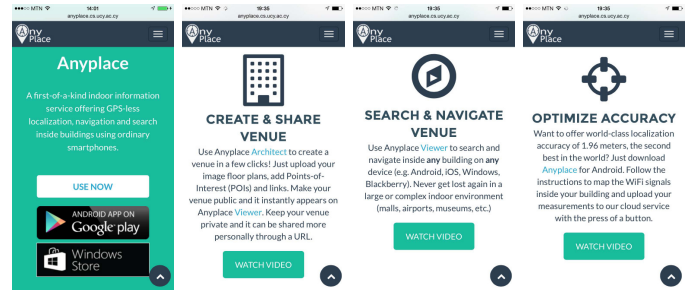 MTN 14:01
anyplace.cs.ucy.ac.cy
Any
Place
Anyplace
A first-of-a-kind indoor information
service offering GPS-less
localization, navigation and search
inside buildings using ordinary
smartphones.
USE NOW
ANDROID APP ON
Google play
Windows
Store
MTN 19:35
anyplace.cs.ucy.ac.cy
Any
Place
CREATE & SHARE
VENUE
Use Anyplace Architect to create a
venue in a few clicks! Just upload your
image floor plans, add Points-of-
Interest (POIs) and links. Make your
venue public and it instantly appears on
Anyplace Viewer. Keep your venue
private and it can be shared more
personally through a URL.
WATCH VIDEO
MTN 19:35
anyplace.cs.ucy.ac.cy
Any
Place
SEARCH & NAVIGATE
VENUE
Use Anyplace Viewer to search and
navigate inside any building on any
device (e.g. Android, iOS, Windows,
Blackberry). Never get lost again in a
large or complex indoor environment
(malls, airports, museums, etc.)
WATCH VIDEO
MTN 19:35
anyplace.cs.ucy.ac.cy
Any
Place
OPTIMIZE ACCURACY
Want to offer world-class localization
accuracy of 1.96 meters, the second
best in the world? Just download
Anyplace for Android. Follow the
instructions to map the WiFi signals
inside your building and upload your
measurements to our cloud service
with the press of a button.
WATCH VIDEO